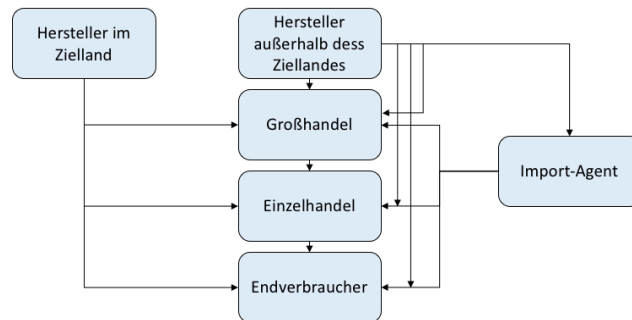 Hersteller im
Zielland
Hersteller
außerhalb dess
Ziellandes
Großhandel
Import-Agent
Einzelhandel
Endverbraucher